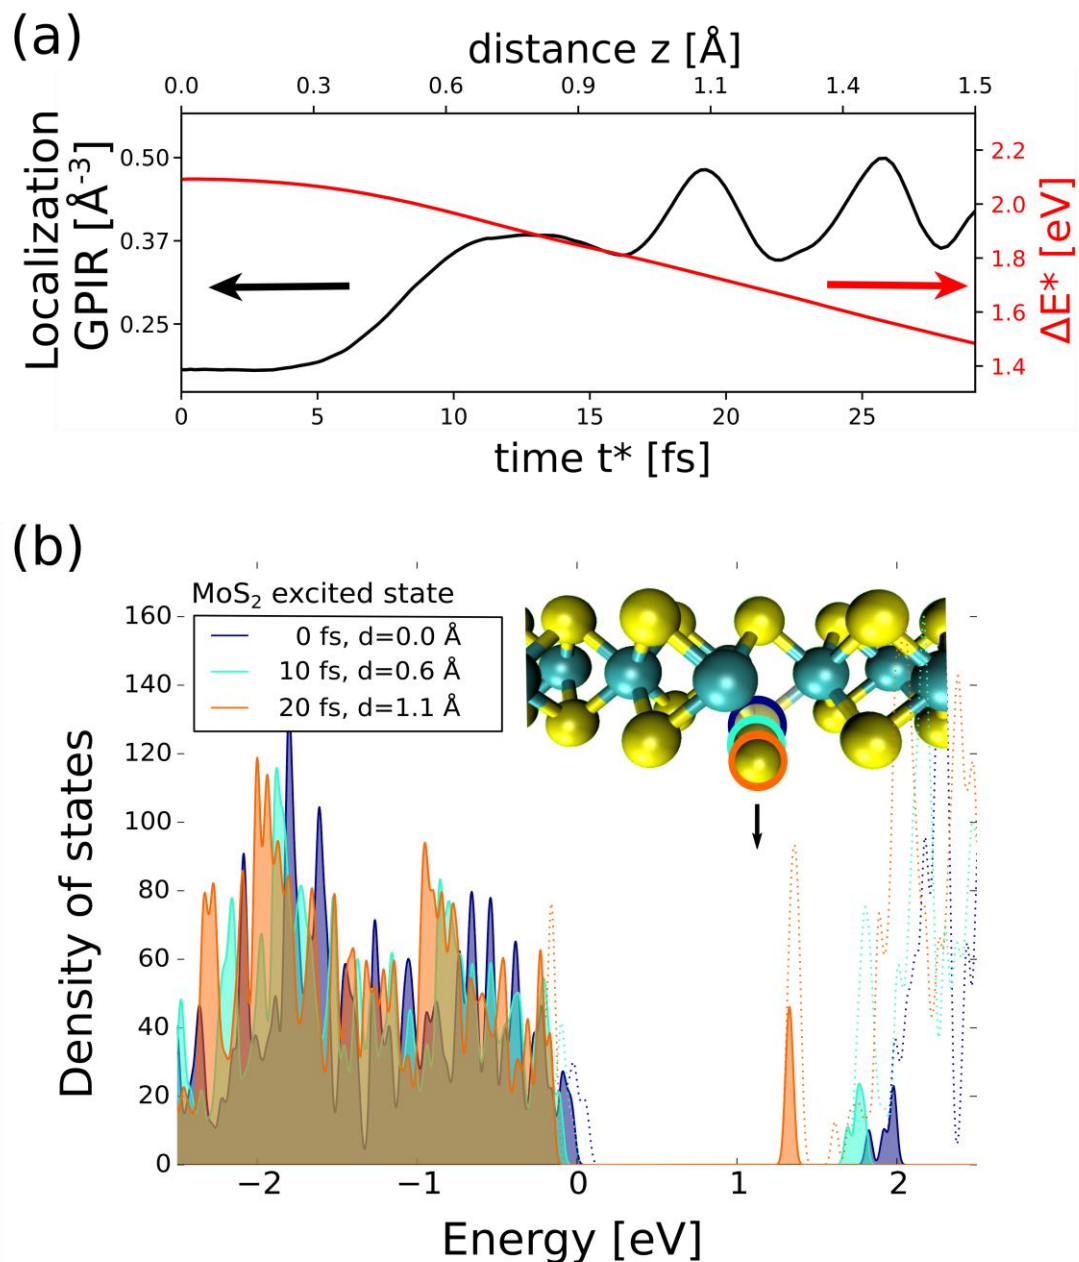 (a)
distance z [Å]
0.0 0.3 0.6 0.9 1.1 1.4 1.5
Localization
GPIR [Å⁻³]
0.50
0.37
0.25
2.2
2.0
1.8
1.6
1.4
ΔE* [eV]
0 5 10 15 20 25
time t* [fs]
(b)
MoS₂ excited state
0 fs, d=0.0 Å
10 fs, d=0.6 Å
20 fs, d=1.1 Å
Density of states
160
140
120
100
80
60
40
20
0
−2 −1 0 1 2
Energy [eV]